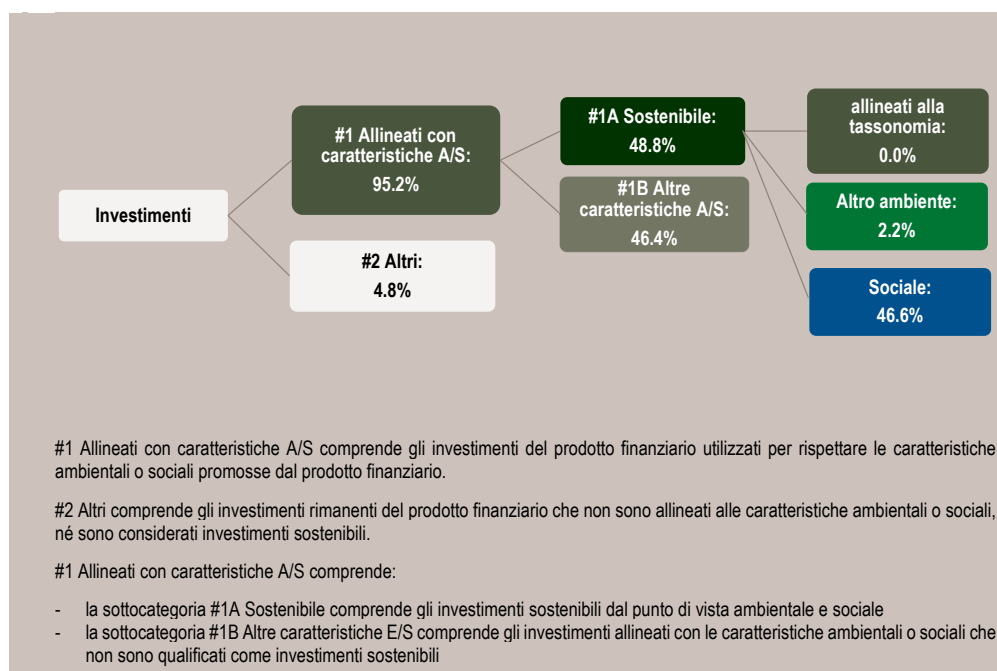 Investimenti
#1 Allineati con
caratteristiche A/S:
95.2%
#2 Altri:
4.8%
#1A Sostenibile:
48.8%
#1B Altre
caratteristiche A/S:
46.4%
allineati alla
tassonomia:
0.0%
Altro ambiente:
2.2%
Sociale:
46.6%
#1 Allineati con caratteristiche A/S comprende gli investimenti del prodotto finanziario utilizzati per rispettare le caratteristiche
ambientali o sociali promosse dal prodotto finanziario.
#2 Altri comprende gli investimenti rimanenti del prodotto finanziario che non sono allineati alle caratteristiche ambientali o sociali,
né sono considerati investimenti sostenibili.
#1 Allineati con caratteristiche A/S comprende:
- la sottocategoria #1A Sostenibile comprende gli investimenti sostenibili dal punto di vista ambientale e sociale
- la sottocategoria #1B Altre caratteristiche E/S comprende gli investimenti allineati con le caratteristiche ambientali o sociali che
non sono qualificati come investimenti sostenibili